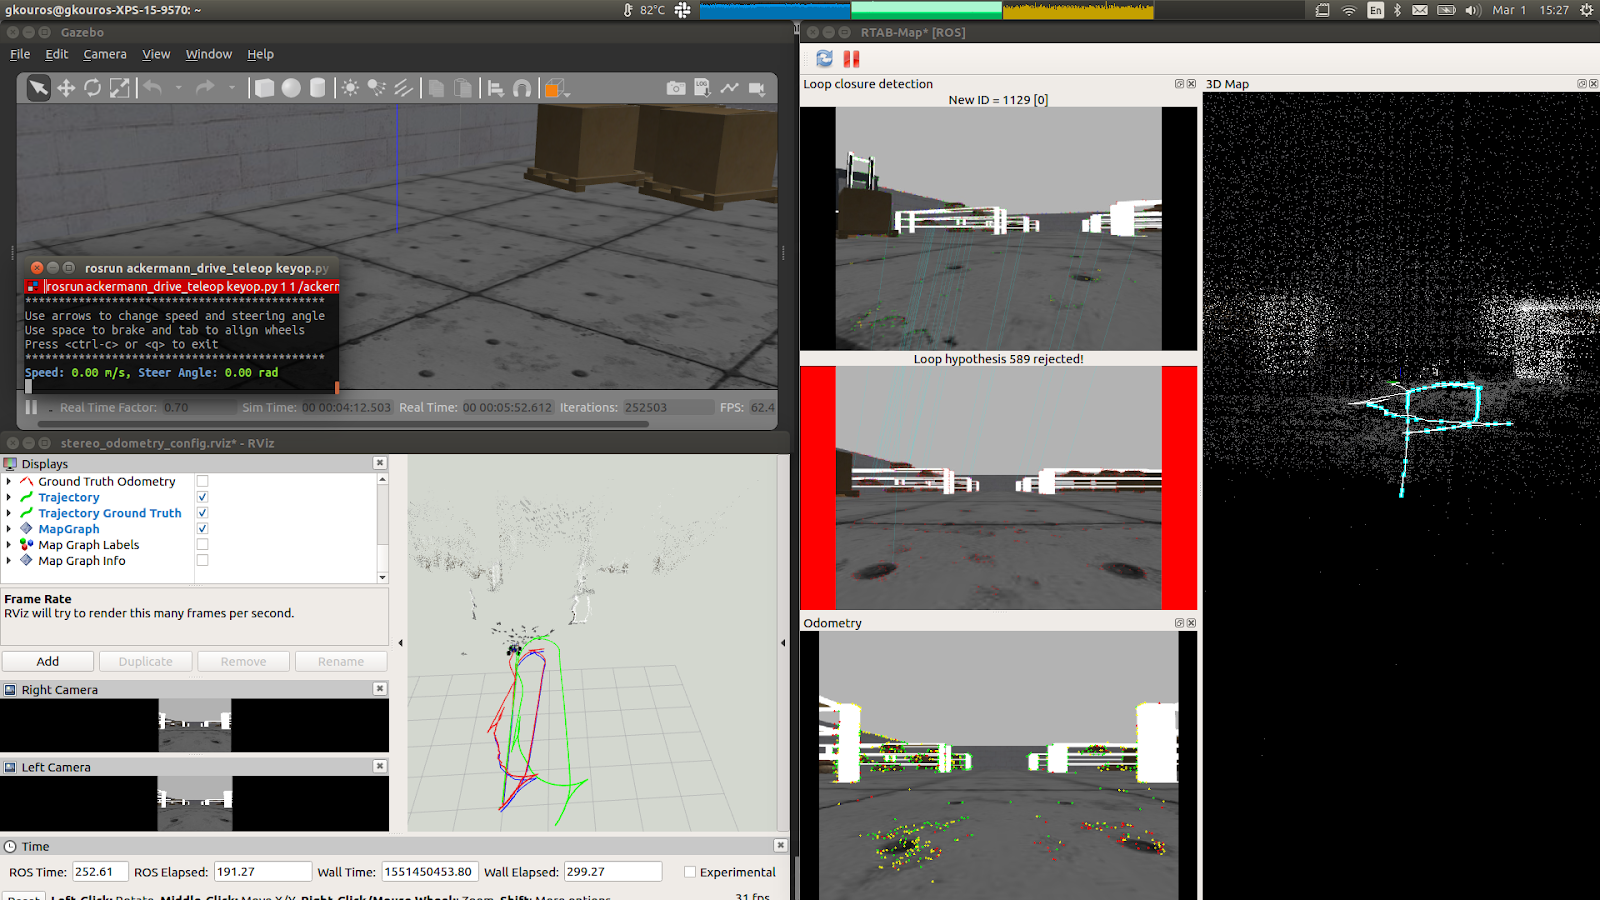 gkouros@gkouros-XPS-15-9570: ~
82°C
En
Mar 1 15:27
Gazebo
File Edit Camera View Window Help
LOG
rosrun ackermann_drive_teleop keyop.py
rosrun ackermann_drive_teleop keyop.py 1 1 /ackerm
*********************************************
Use arrows to change speed and steering angle
Use space to brake and tab to align wheels
Press <ctrl-c> or <q> to exit
*********************************************
Speed: 0.00 m/s, Steer Angle: 0.00 rad
Real Time Factor: 0.70 Sim Time: 00 00:04:12.503 Real Time: 00 00:05:52.612 Iterations: 252503 FPS: 62.4
stereo_odometry_config.rviz* - RViz
Displays
Ground Truth Odometry
Trajectory
Trajectory Ground Truth
MapGraph
Map Graph Labels
Map Graph Info
Frame Rate
RViz will try to render this many frames per second.
Add Duplicate Remove Rename
Right Camera
Left Camera
Time
ROS Time: 252.61 ROS Elapsed: 191.27 Wall Time: 1551450453.80 Wall Elapsed: 299.27 Experimental
Reset Left-Click: Rotate. Middle-Click: Move X/Y. Right-Click/Mouse Wheel: Zoom. Shift: More options. 31 fps
RTAB-Map* [ROS]
Loop closure detection
New ID = 1129 [0]
Loop hypothesis 589 rejected!
Odometry
3D Map